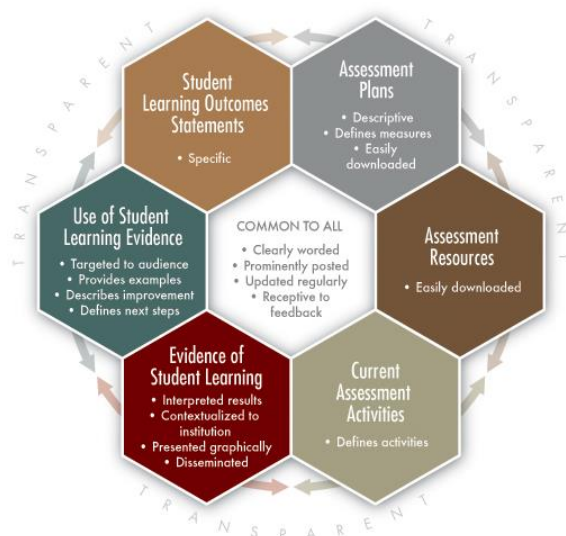 TRANSPARENT
TRANSPARENT
Student
Learning Outcomes
Statements
• Specific
Assessment
Plans
• Descriptive
• Defines measures
• Easily
downloaded
Use of Student
Learning Evidence
• Targeted to audience
• Provides examples
• Describes improvement
• Defines next steps
COMMON TO ALL
• Clearly worded
• Prominently posted
• Updated regularly
• Receptive to
feedback
Assessment
Resources
• Easily downloaded
Evidence of
Student Learning
• Interpreted results
• Contextualized to
institution
• Presented graphically
• Disseminated
Current
Assessment
Activities
• Defines activities
TRANSPARENT